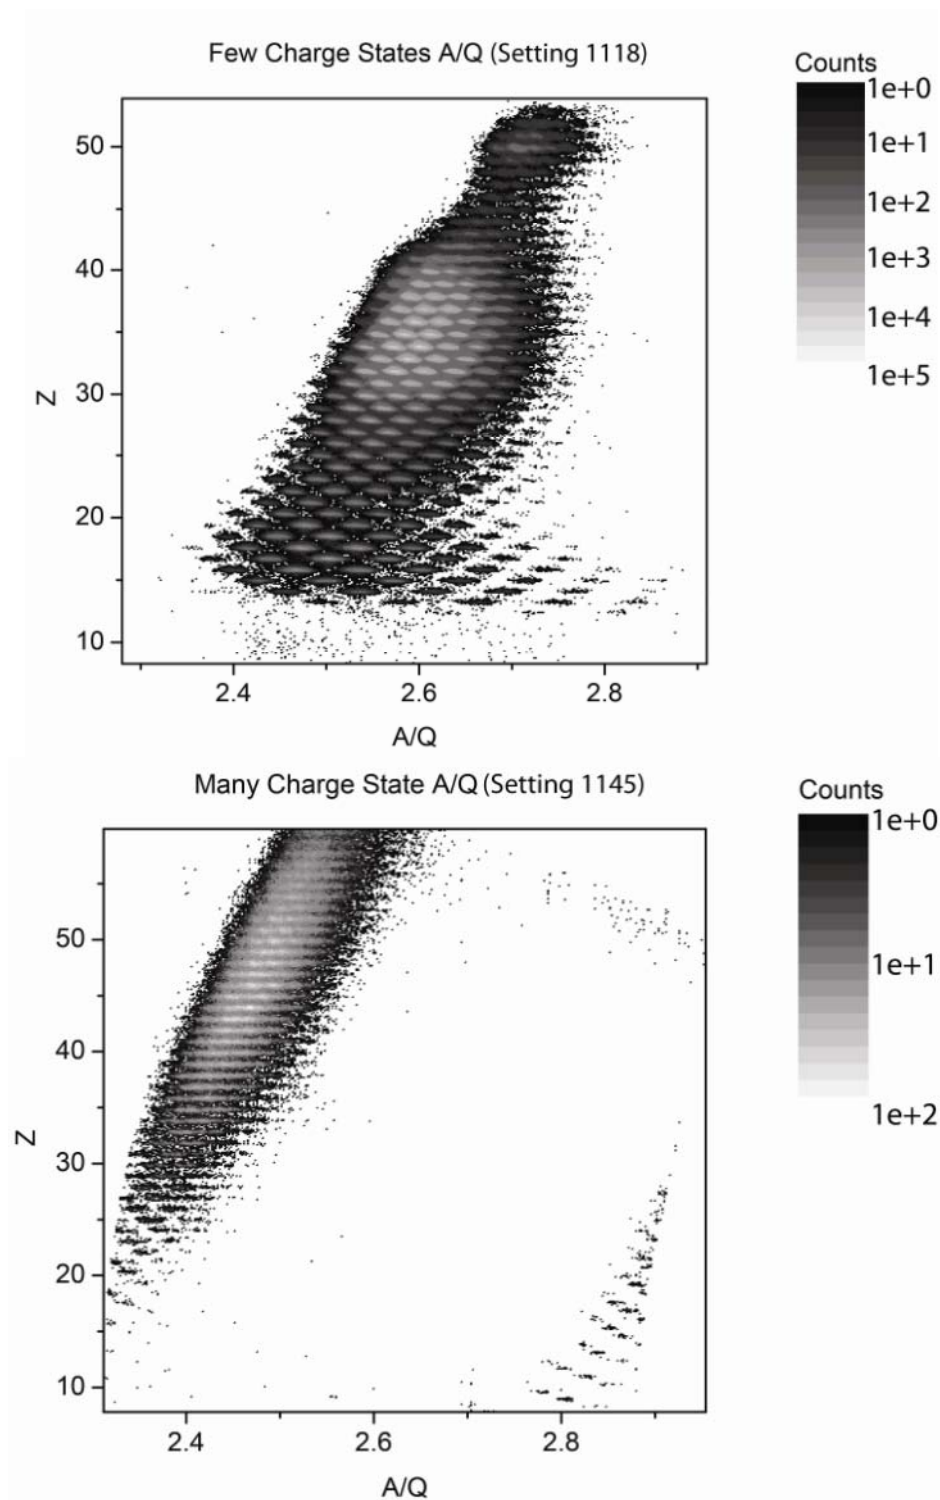 Few Charge States A/Q (Setting 1118)
Counts
1e+0
1e+1
1e+2
1e+3
1e+4
1e+5
50
40
30
20
10
Z
2.4
2.6
2.8
A/Q
Many Charge State A/Q (Setting 1145)
Counts
1e+0
1e+1
1e+2
50
40
30
20
10
Z
2.4
2.6
2.8
A/Q